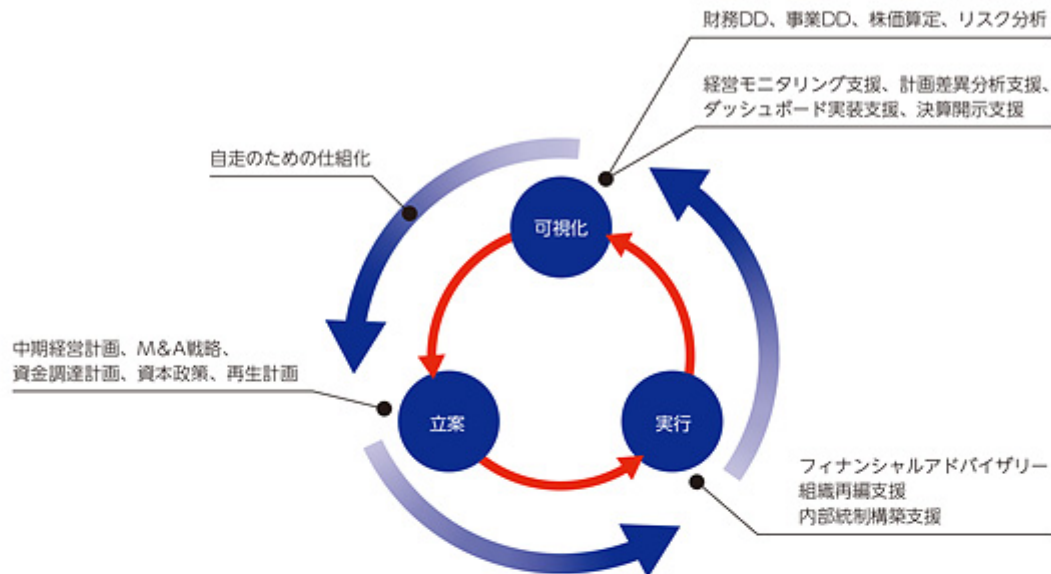 財務DD、事業DD、株価算定、リスク分析
経営モニタリング支援、計画差異分析支援、
ダッシュボード実装支援、決算開示支援
自走のための仕組化
可視化
中期経営計画、M&A戦略、
資金調達計画、資本政策、再生計画
立案
実行
フィナンシャルアドバイザリー
組織再編支援
内部統制構築支援